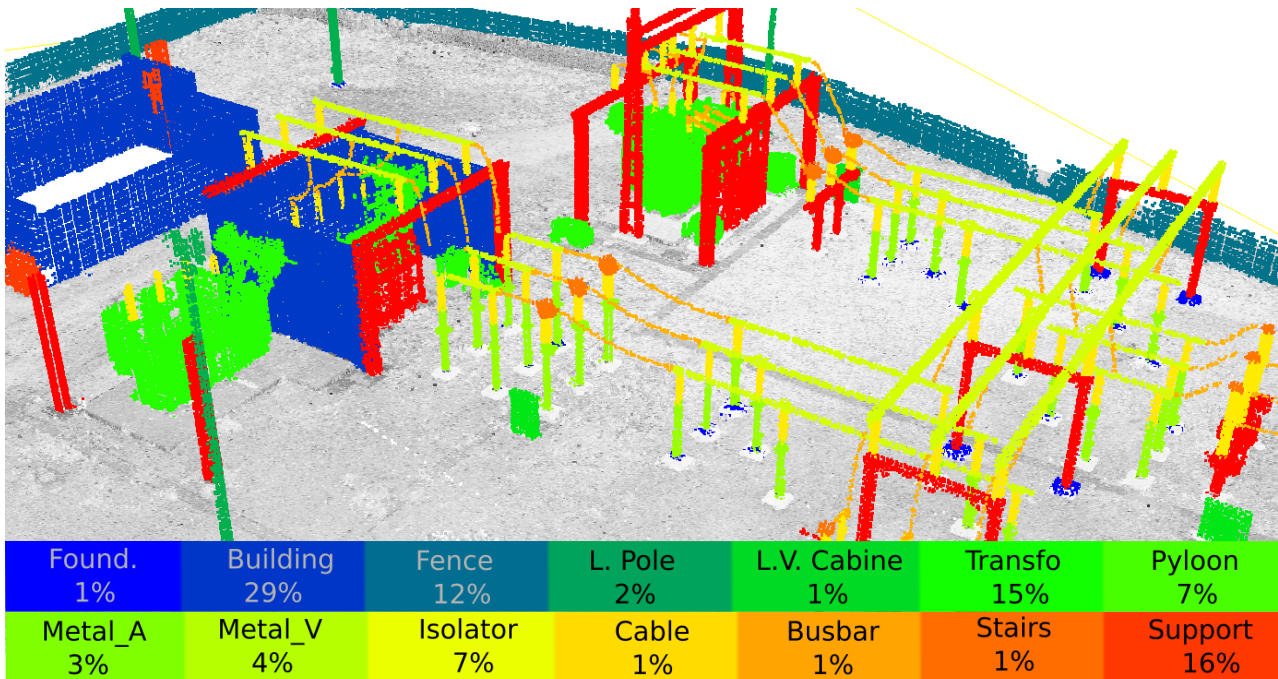 Found. Building Fence L. Pole L.V. Cabine Transfo Pyloon
1% 29% 12% 2% 1% 15% 7%
Metal_A Metal_V Isolator Cable Busbar Stairs Support
3% 4% 7% 1% 1% 1% 16%